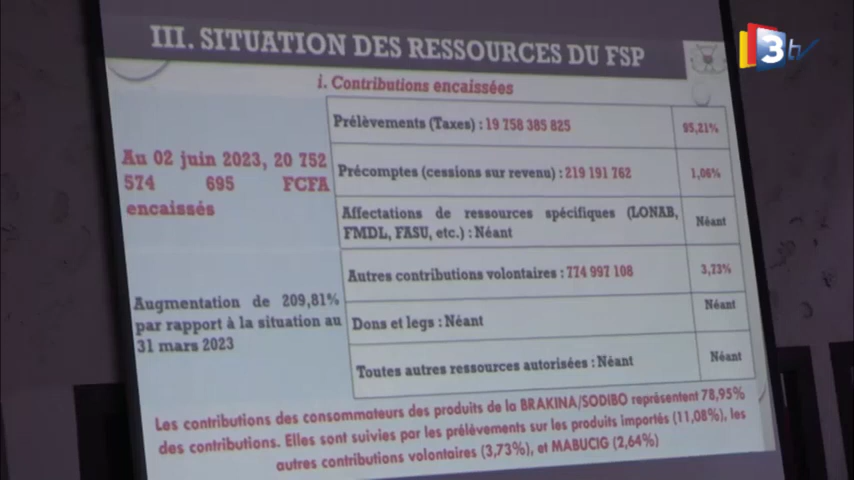 III. SITUATION DES RESSOURCES DU FSP
3tv
i. Contributions encaissées
Au 02 juin 2023, 20 752
574 695 FCFA
encaissés
Augmentation de 209,81%
par rapport à la situation au
31 mars 2023
Prélèvements (Taxes) : 19 758 385 825
95,21%
Précomptes (cessions sur revenu) : 219 191 762
1,06%
Affectations de ressources spécifiques (LONAB,
FMDL, FASU, etc.) : Néant
Néant
Autres contributions volontaires : 774 997 108
3,73%
Dons et legs : Néant
Néant
Toutes autres ressources autorisées : Néant
Néant
Les contributions des consommateurs des produits de la BRAKINA/SODIBO représentent 78,95%
des contributions. Elles sont suivies par les prélèvements sur les produits importés (11,08%), les
autres contributions volontaires (3,73%), et MABUCIG (2,64%)